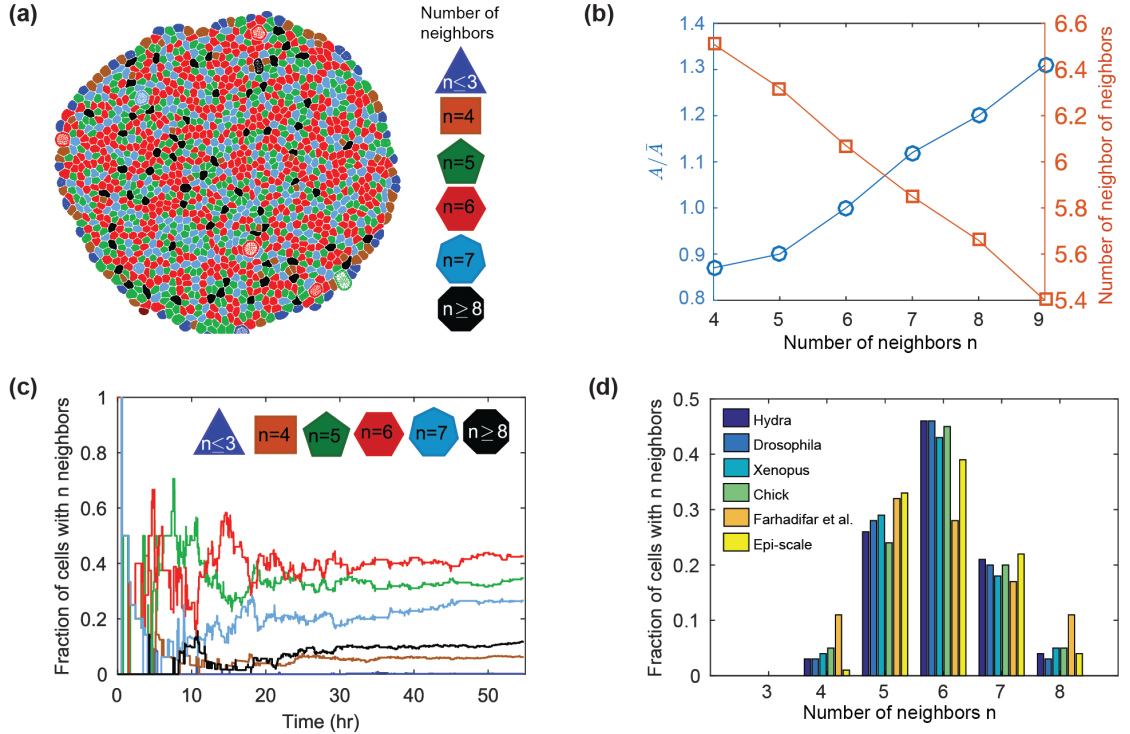 (a)
Number of
neighbors
n≤3
n=4
n=5
n=6
n=7
n≥8
(b)
1.4
1.3
1.2
1.1
1.0
0.9
0.8
A/Ā
6.6
6.4
6.2
6
5.8
5.6
5.4
Number of neighbor of neighbors
4 5 6 7 8 9
Number of neighbors n
(c)
1
0.8
0.6
0.4
0.2
0
Fraction of cells with n neighbors
n≤3 n=4 n=5 n=6 n=7 n≥8
0 10 20 30 40 50
Time (hr)
(d)
0.5
0.4
0.3
0.2
0.1
0
Fraction of cells with n neighbors
Hydra
Drosophila
Xenopus
Chick
Farhadifar et al.
Epi-scale
3 4 5 6 7 8
Number of neighbors n